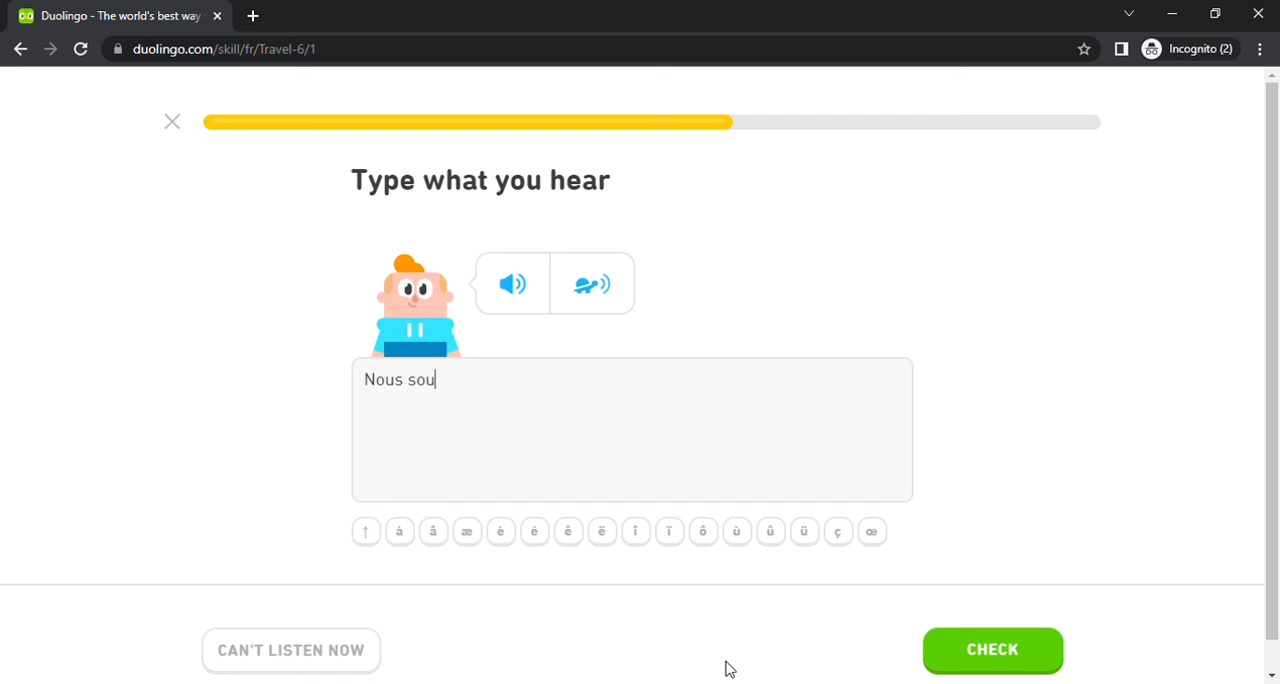 Duolingo - The world's best way
duolingo.com/skill/fr/Travel-6/1
Incognito (2)
Type what you hear
Nous sou
↑ à â æ è é ê ë î ï ô ù û ü ç œ
CAN'T LISTEN NOW
CHECK